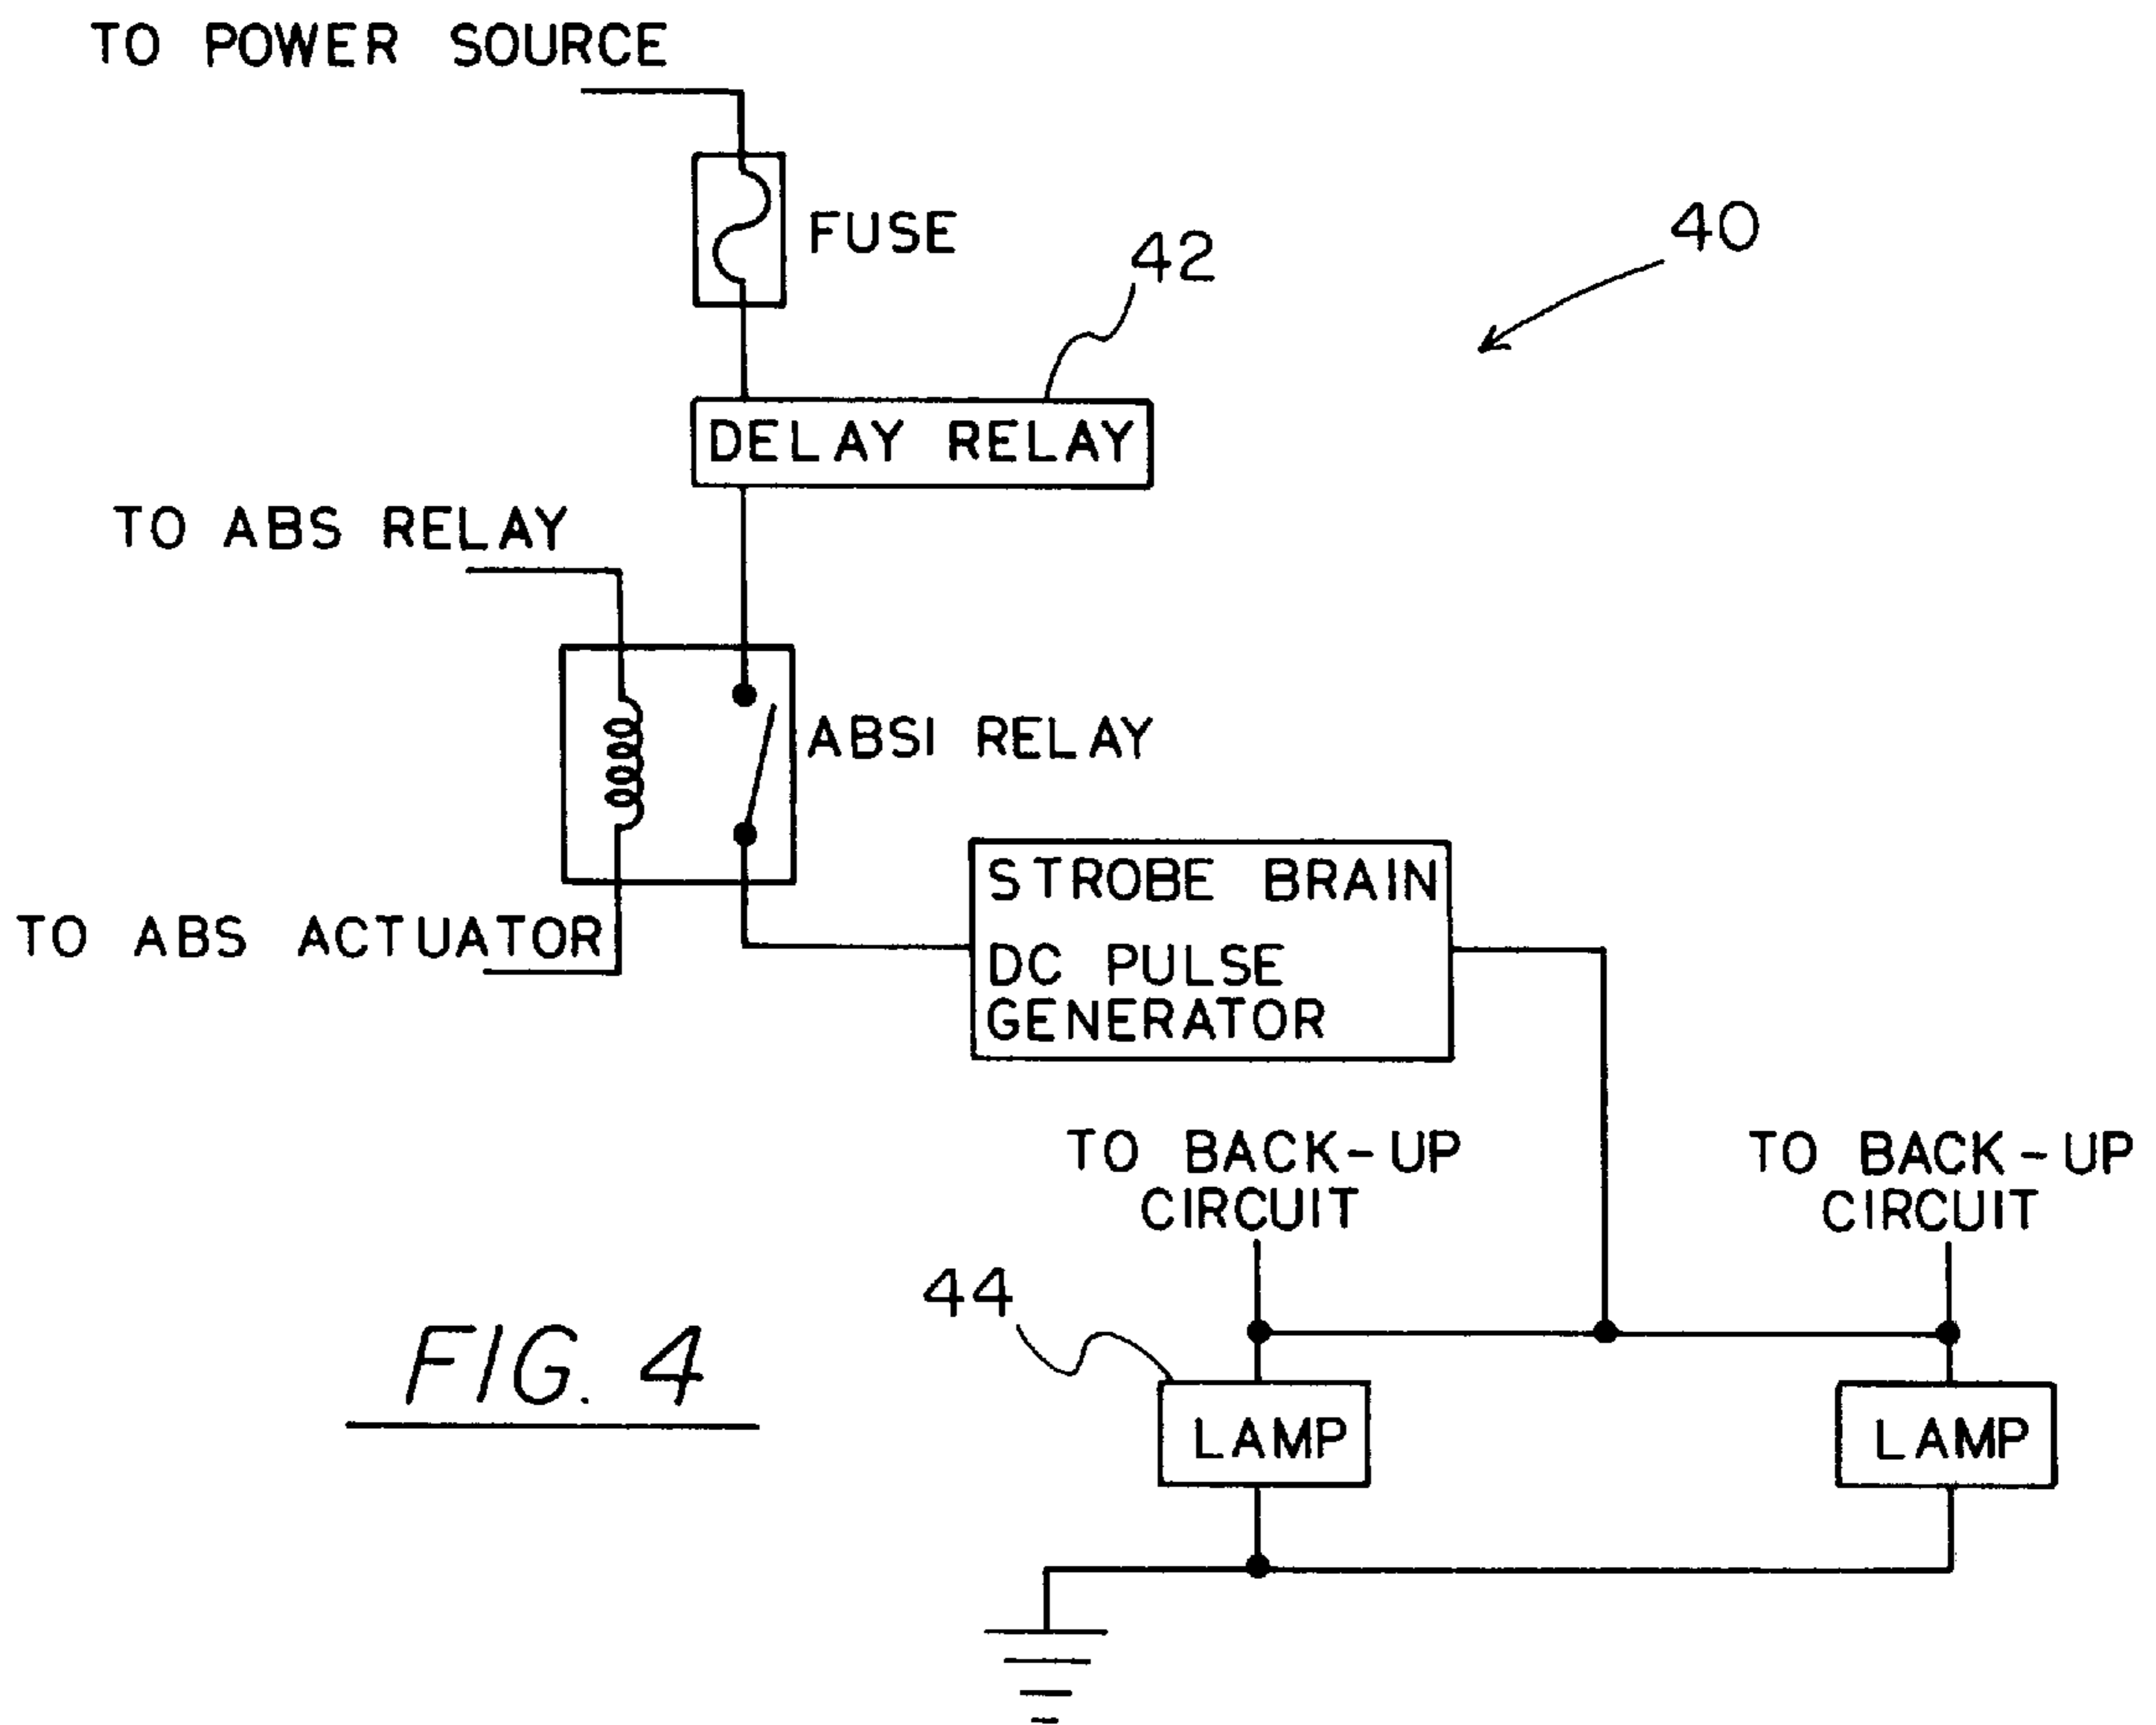 TO POWER SOURCE
FUSE
42
40
DELAY RELAY
TO ABS RELAY
ABSI RELAY
TO ABS ACTUATOR
STROBE BRAIN
DC PULSE
GENERATOR
TO BACK-UP
CIRCUIT
TO BACK-UP
CIRCUIT
44
FIG. 4
LAMP
LAMP